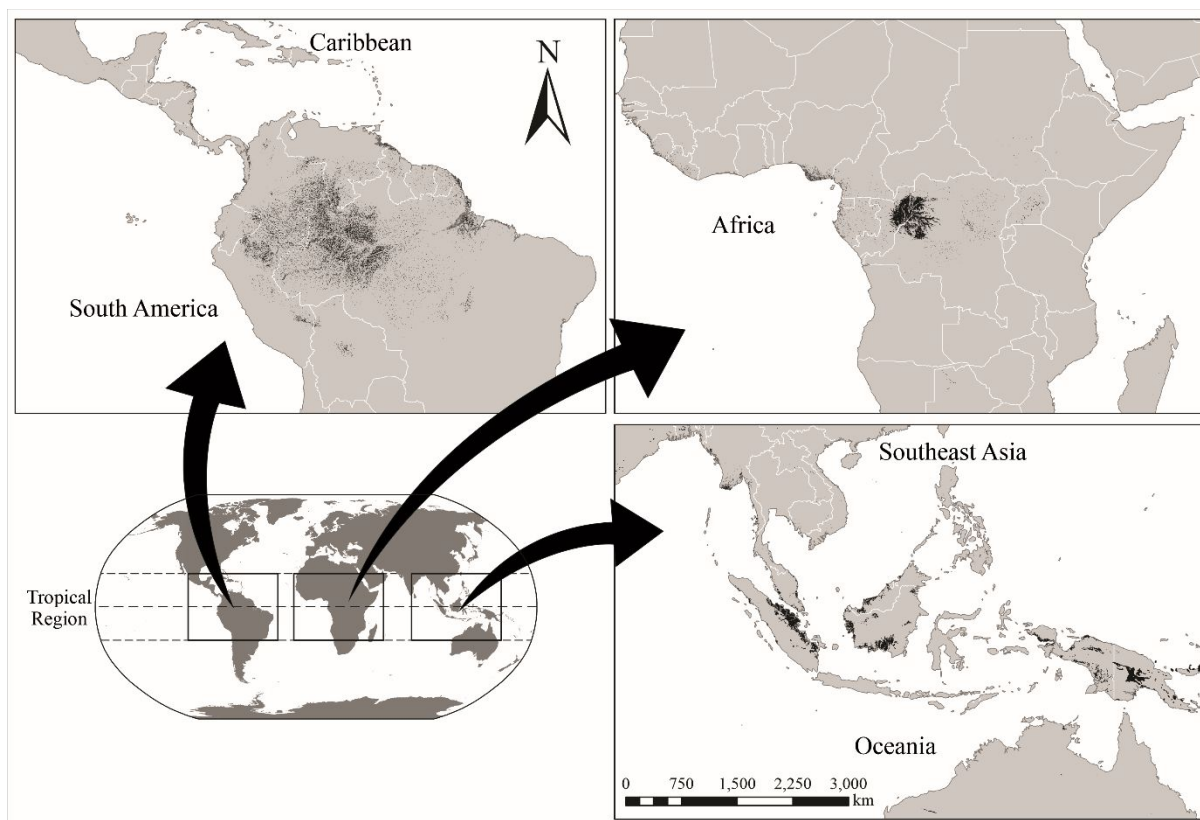 Caribbean
N
South America
Africa
Southeast Asia
Tropical
Region
Oceania
0 750 1,500 2,250 3,000
km